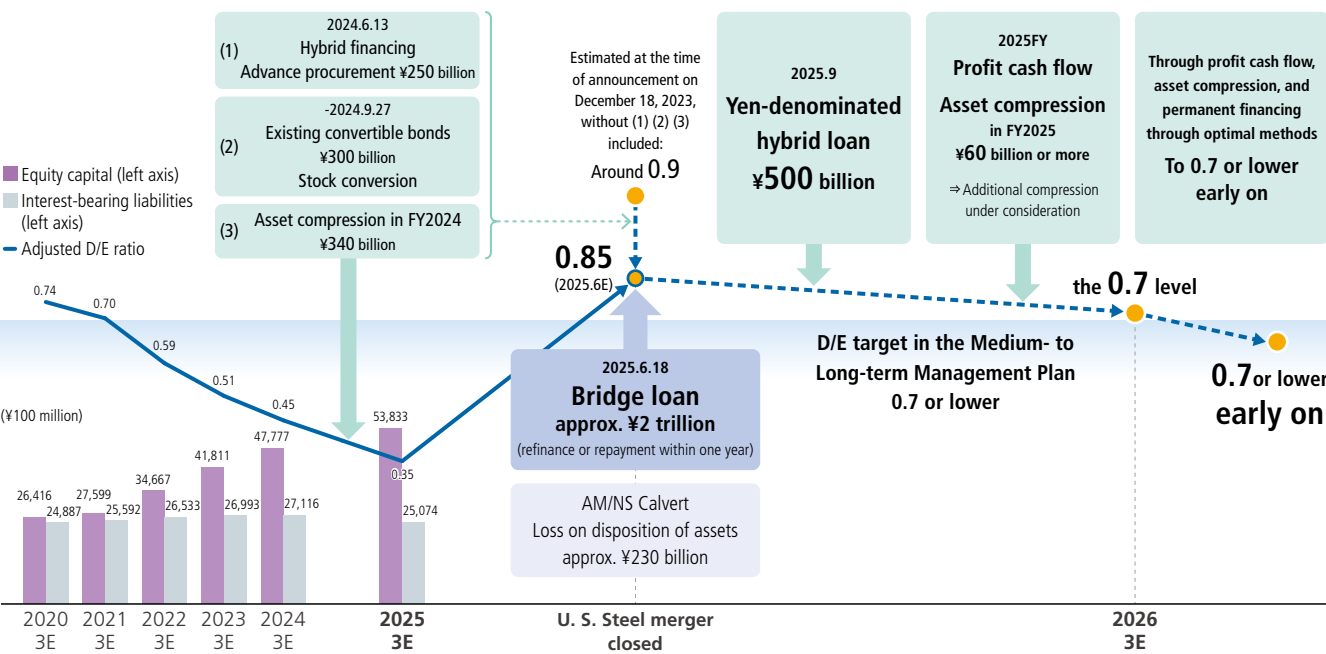 2024.6.13
(1)
Hybrid financing
Advance procurement ¥250 billion
-2024.9.27
(2)
Existing convertible bonds
¥300 billion
Stock conversion
(3)
Asset compression in FY2024
¥340 billion
Estimated at the time
of announcement on
December 18, 2023,
without (1) (2) (3)
included:
Around 0.9
2025.9
Yen-denominated
hybrid loan
¥500 billion
2025FY
Profit cash flow
Asset compression
in FY2025
¥60 billion or more
⇒ Additional compression
under consideration
Through profit cash flow,
asset compression, and
permanent financing
through optimal methods
To 0.7 or lower
early on
Equity capital (left axis)
Interest-bearing liabilities
(left axis)
Adjusted D/E ratio
0.74
0.70
0.59
0.51
0.45
0.35
0.85
(2025.6E)
the 0.7 level
0.7 or lower
early on
D/E target in the Medium- to
Long-term Management Plan
0.7 or lower
2025.6.18
Bridge loan
approx. ¥2 trillion
(refinance or repayment within one year)
AM/NS Calvert
Loss on disposition of assets
approx. ¥230 billion
(¥100 million)
26,416
24,887
27,599
25,592
34,667
26,533
41,811
26,993
47,777
27,116
53,833
25,074
2020
3E
2021
3E
2022
3E
2023
3E
2024
3E
2025
3E
U. S. Steel merger
closed
2026
3E